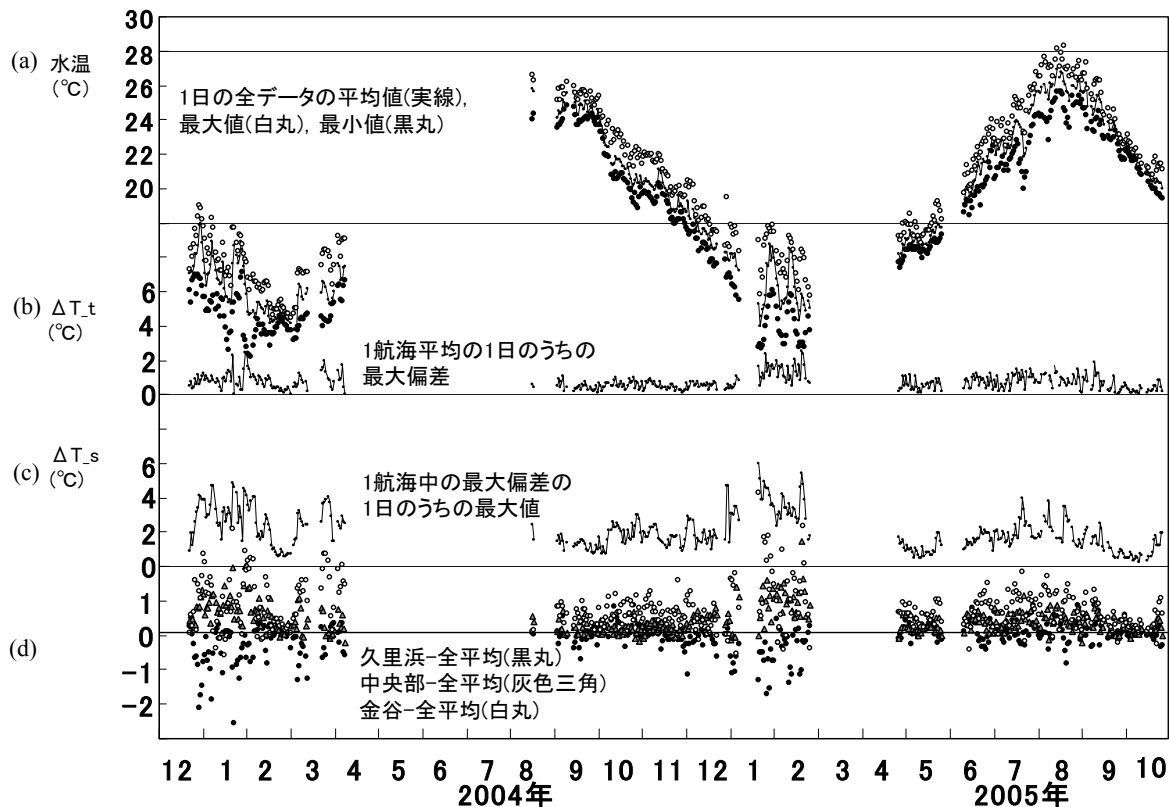 30
(a) 水温
(℃)
28
26
24
22
20
1日の全データの平均値(実線),
最大値(白丸), 最小値(黒丸)
(b) ΔT_t
(℃)
6
4
2
0
1航海平均の1日のうちの
最大偏差
(c) ΔT_s
(℃)
6
4
2
0
1航海中の最大偏差の
1日のうちの最大値
(d)
1
0
-1
-2
久里浜-全平均(黒丸)
中央部-全平均(灰色三角)
金谷-全平均(白丸)
12 1 2 3 4 5 6 7 8 9 10 11 12 1 2 3 4 5 6 7 8 9 10
2004年 2005年